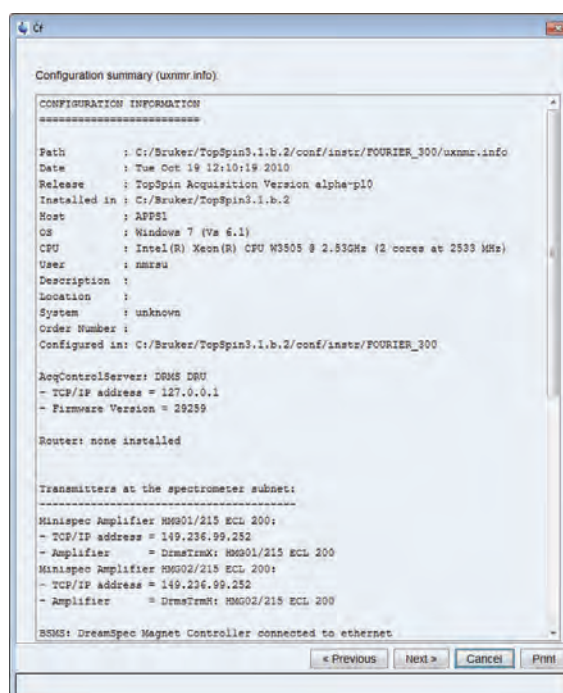 Cf
Configuration summary (uxnmr.info):
CONFIGURATION INFORMATION
==========================
Path : C:/Bruker/TopSpin3.1.b.2/conf/instr/FOURIER_300/uxnmr.info
Date : Tue Oct 19 12:10:19 2010
Release : TopSpin Acquisition Version alpha-p10
Installed in : C:/Bruker/TopSpin3.1.b.2
Host : APPS1
OS : Windows 7 (Vs 6.1)
CPU : Intel(R) Xeon(R) CPU W3505 @ 2.53GHz (2 cores at 2533 MHz)
User : nmrsu
Description :
Location :
System : unknown
Order Number :
Configured in: C:/Bruker/TopSpin3.1.b.2/conf/instr/FOURIER_300
AcqControlServer: DRMS DRU
- TCP/IP address = 127.0.0.1
- Firmware Version = 29259
Router: none installed
Transmitters at the spectrometer subnet:
----------------------------------------
Minispec Amplifier HMG01/215 ECL 200:
- TCP/IP address = 149.236.99.252
- Amplifier = DrmsTrmX: HMG01/215 ECL 200
Minispec Amplifier HMG02/215 ECL 200:
- TCP/IP address = 149.236.99.252
- Amplifier = DrmsTrmH: HMG02/215 ECL 200
BSMS: DreamSpec Magnet Controller connected to ethernet
< Previous Next > Cancel Print